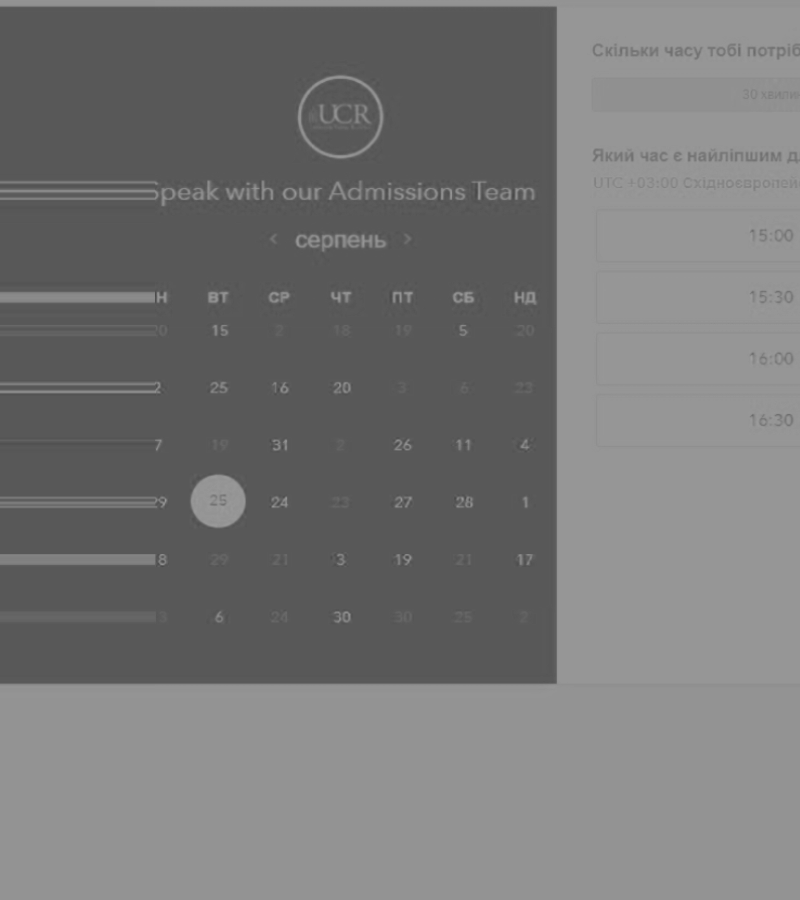 UCR
peak with our Admissions Team
< серпень >
Н ВТ СР ЧТ ПТ СБ НД
20 15 2 18 19 5 20
2 25 16 20 3 6 23
7 19 31 2 26 11 4
29 25 24 23 27 28 1
8 29 21 3 19 21 17
3 6 24 30 30 25 2
Скільки часу тобі потріб
30 хвили
Який час є найліпшим д
UTC +03:00 Східноєвропей
15:00
15:30
16:00
16:30